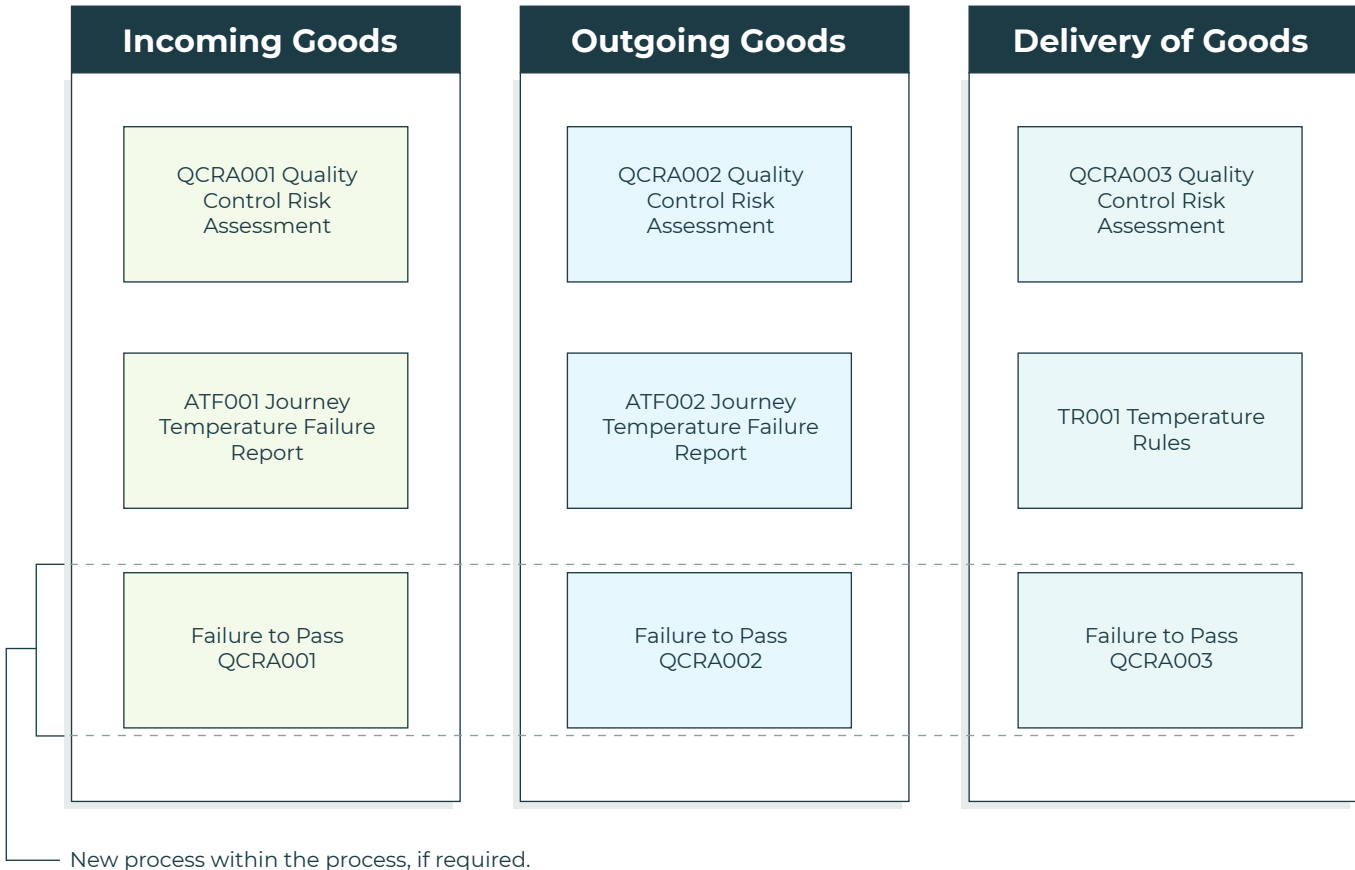 Incoming Goods
QCRA001 Quality
Control Risk
Assessment
ATF001 Journey
Temperature Failure
Report
Failure to Pass
QCRA001
Outgoing Goods
QCRA002 Quality
Control Risk
Assessment
ATF002 Journey
Temperature Failure
Report
Failure to Pass
QCRA002
Delivery of Goods
QCRA003 Quality
Control Risk
Assessment
TR001 Temperature
Rules
Failure to Pass
QCRA003
New process within the process, if required.